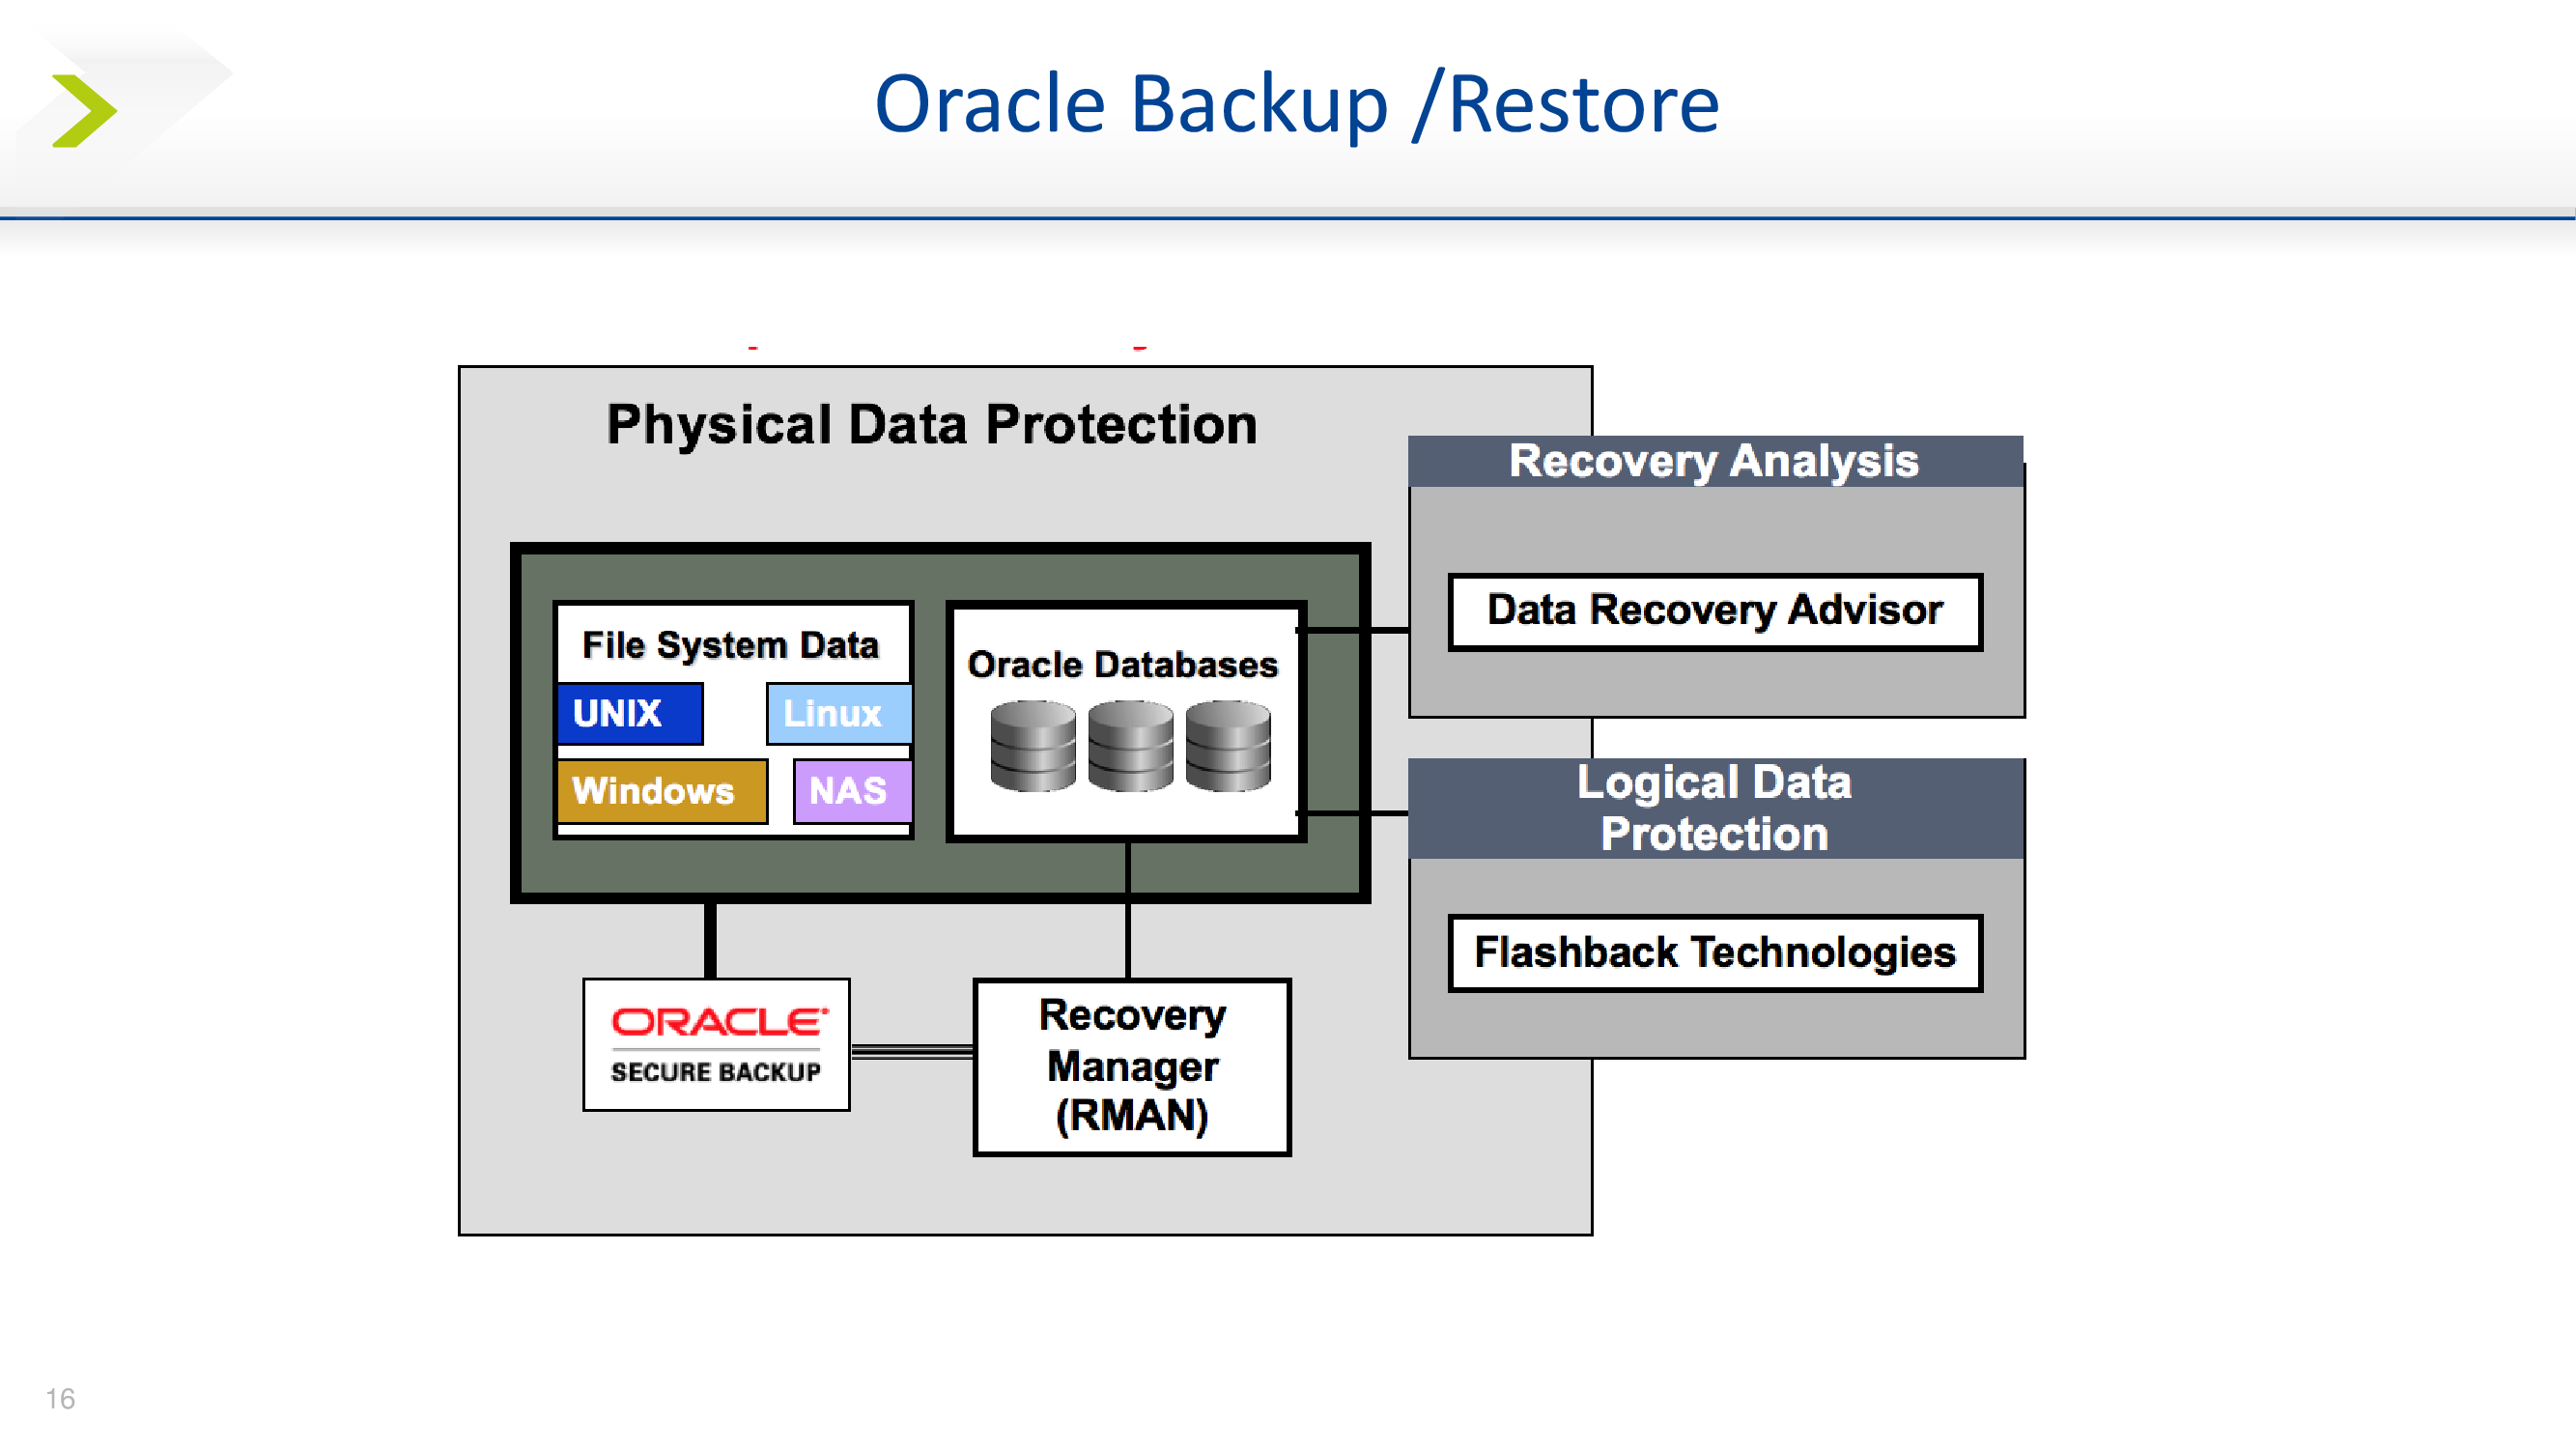 Oracle Backup /Restore
Physical Data Protection
Recovery Analysis
Data Recovery Advisor
File System Data
UNIX
Linux
Windows
NAS
Oracle Databases
Logical Data
Protection
Flashback Technologies
ORACLE
SECURE BACKUP
Recovery
Manager
(RMAN)
16